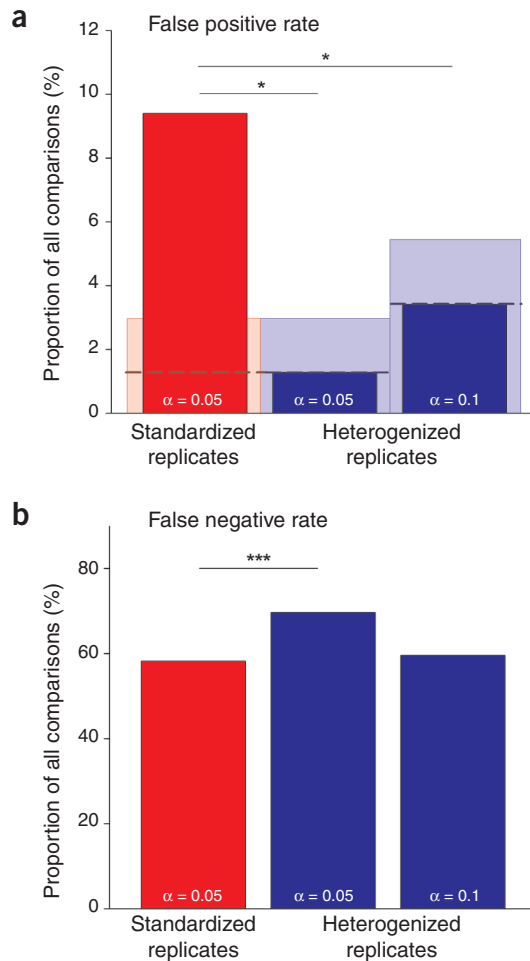 a
False positive rate
12
10
8
6
4
2
0
Proportion of all comparisons (%)
*
*
α = 0.05
α = 0.05
α = 0.1
Standardized
replicates
Heterogenized
replicates
b
False negative rate
80
60
40
20
0
Proportion of all comparisons (%)
***
α = 0.05
α = 0.05
α = 0.1
Standardized
replicates
Heterogenized
replicates